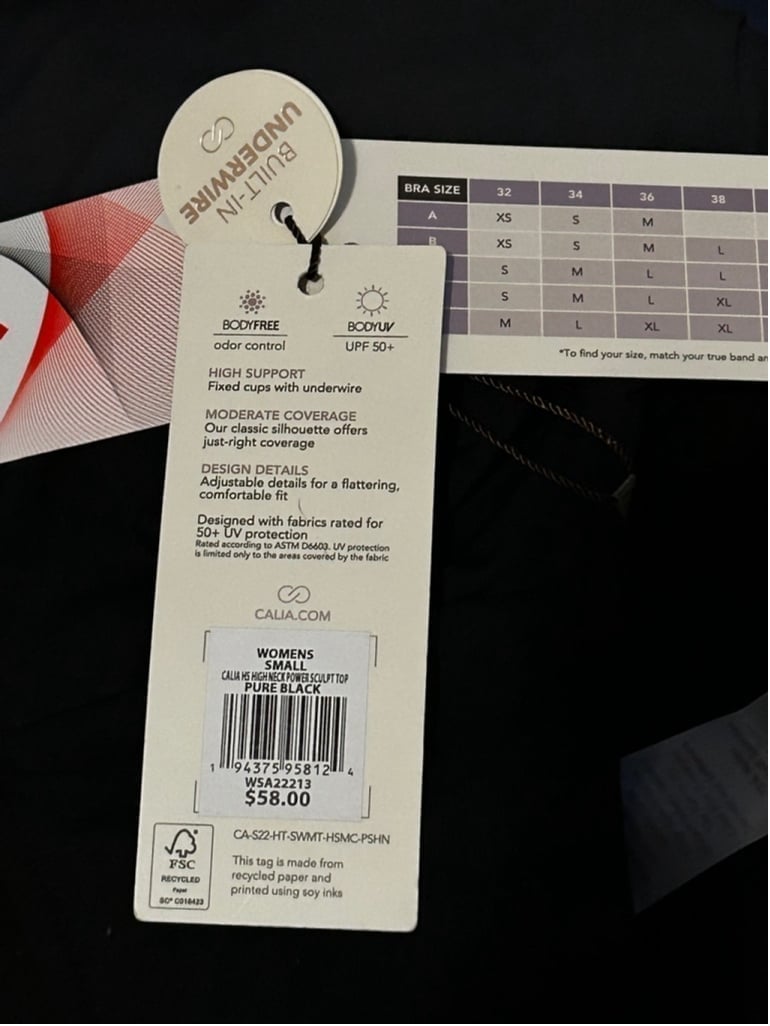 BUILT-IN
UNDERWIRE
BRA SIZE 32 34 36 38
A XS S M
B XS S M L
S M L L
S M L XL
M L XL XL
*To find your size, match your true band
BODYFREE
odor control
BODYUV
UPF 50+
HIGH SUPPORT
Fixed cups with underwire
MODERATE COVERAGE
Our classic silhouette offers
just-right coverage
DESIGN DETAILS
Adjustable details for a flattering,
comfortable fit
Designed with fabrics rated for
50+ UV protection
Rated according to ASTM D6603. UV protection
is limited only to the areas covered by the fabric
CALIA.COM
WOMENS
SMALL
CALIA HS HIGH NECK POWER SCULPT TOP
PURE BLACK
1 94375 95812 4
WSA22213
$58.00
CA-S22-HT-SWMT-HSMC-PSHN
This tag is made from
recycled paper and
printed using soy inks
FSC
RECYCLED
Paper
SC® C016423